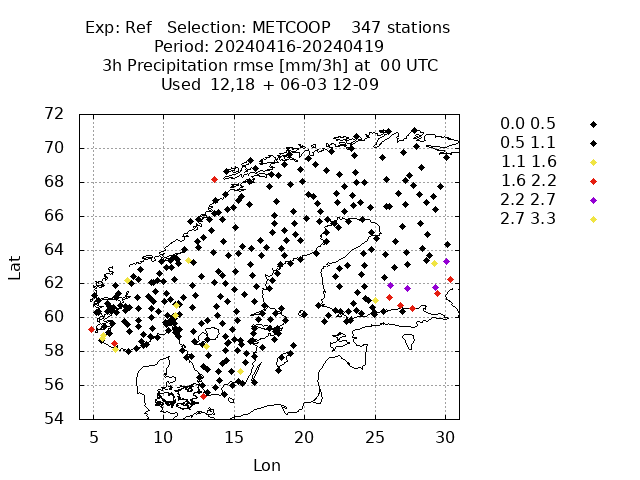 Exp: Ref   Selection: METCOOP    347 stations
Period: 20240416-20240419
3h Precipitation rmse [mm/3h] at  00 UTC
Used  12,18 + 06-03 12-09
72
70
68
66
64
62
60
58
56
54
Lat
5 10 15 20 25 30
Lon
0.0 0.5
0.5 1.1
1.1 1.6
1.6 2.2
2.2 2.7
2.7 3.3